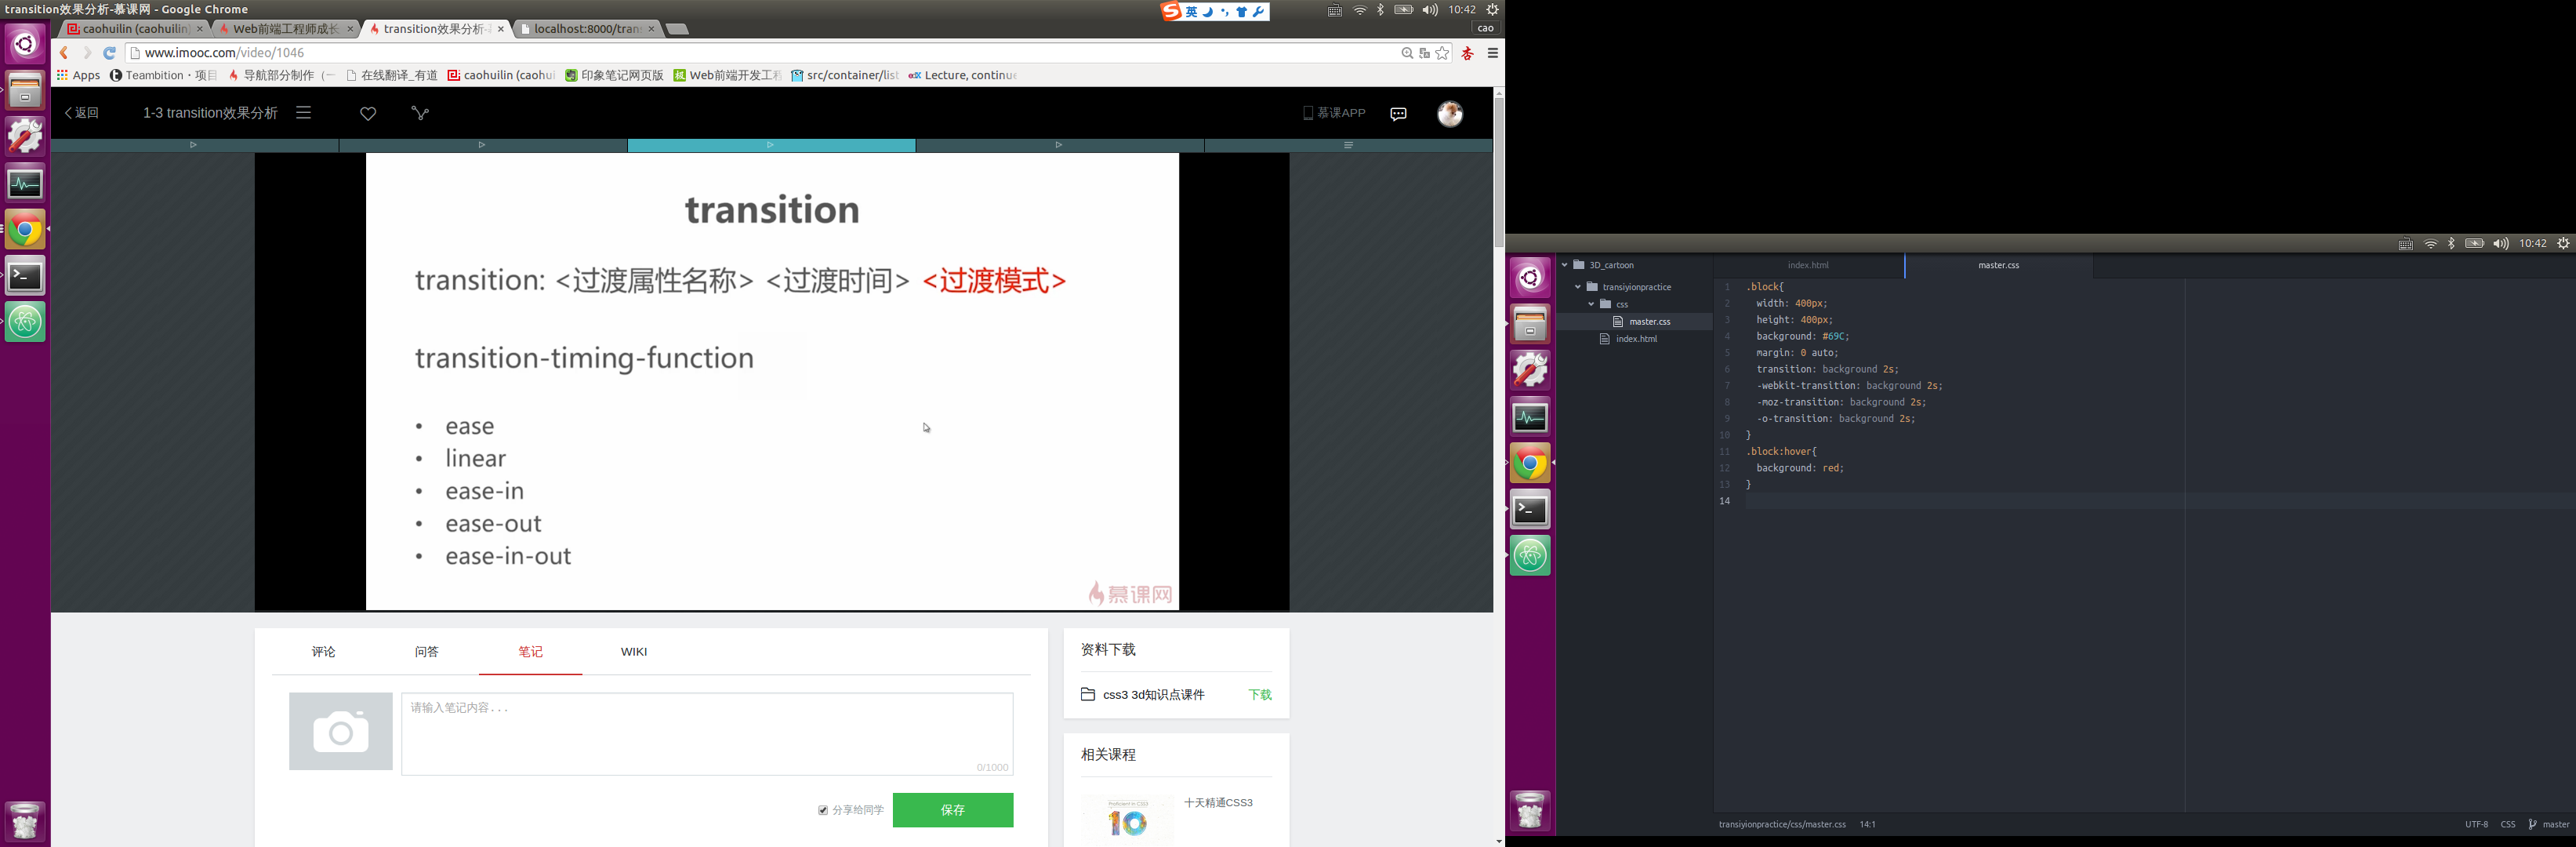 transition效果分析-慕课网 - Google Chrome
英
10:42
caohuilin (caohuilin)
Web前端工程师成长
transition效果分析-
localhost:8000/tran
cao
www.imooc.com/video/1046
Apps
Teambition · 项目
导航部分制作 (一
在线翻译_有道
caohuilin (caohui
印象笔记网页版
Web前端开发工程
src/container/list
Lecture, continue
返回
1-3 transition效果分析
慕课APP
transition
transition: <过渡属性名称> <过渡时间> <过渡模式>
transition-timing-function
• ease
• linear
• ease-in
• ease-out
• ease-in-out
慕课网
评论
问答
笔记
WIKI
请输入笔记内容...
0/1000
分享给同学
保存
资料下载
css3 3d知识点课件
下载
相关课程
Proficient in CSS3
10
十天精通CSS3
10:42
3D_cartoon
transiyionpractice
css
master.css
index.html
index.html
master.css
1 .block{
2 width: 400px;
3 height: 400px;
4 background: #69C;
5 margin: 0 auto;
6 transition: background 2s;
7 -webkit-transition: background 2s;
8 -moz-transition: background 2s;
9 -o-transition: background 2s;
10 }
11 .block:hover{
12 background: red;
13 }
14
transiyionpractice/css/master.css 14:1
UTF-8 CSS master